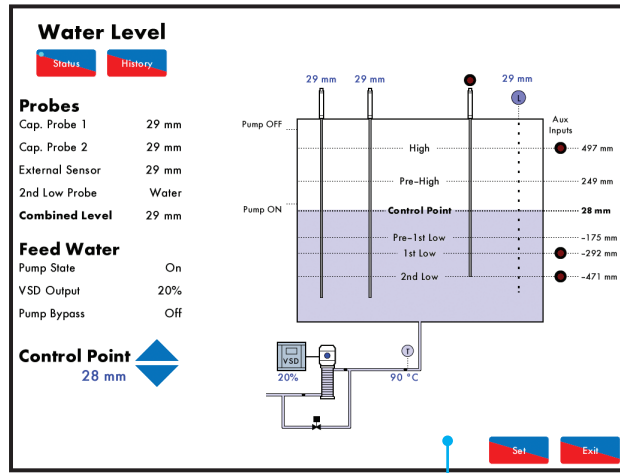 Water Level
Status History
Probes
Cap. Probe 1 29 mm
Cap. Probe 2 29 mm
External Sensor 29 mm
2nd Low Probe Water
Combined Level 29 mm
Feed Water
Pump State On
VSD Output 20%
Pump Bypass Off
Control Point
28 mm
29 mm 29 mm 29 mm
L
Aux
Inputs
Pump OFF
High 497 mm
Pre-High 249 mm
Pump ON
Control Point 28 mm
Pre-1st Low -175 mm
1st Low -292 mm
2nd Low -471 mm
VSD
T
20% 90 °C
Set Exit